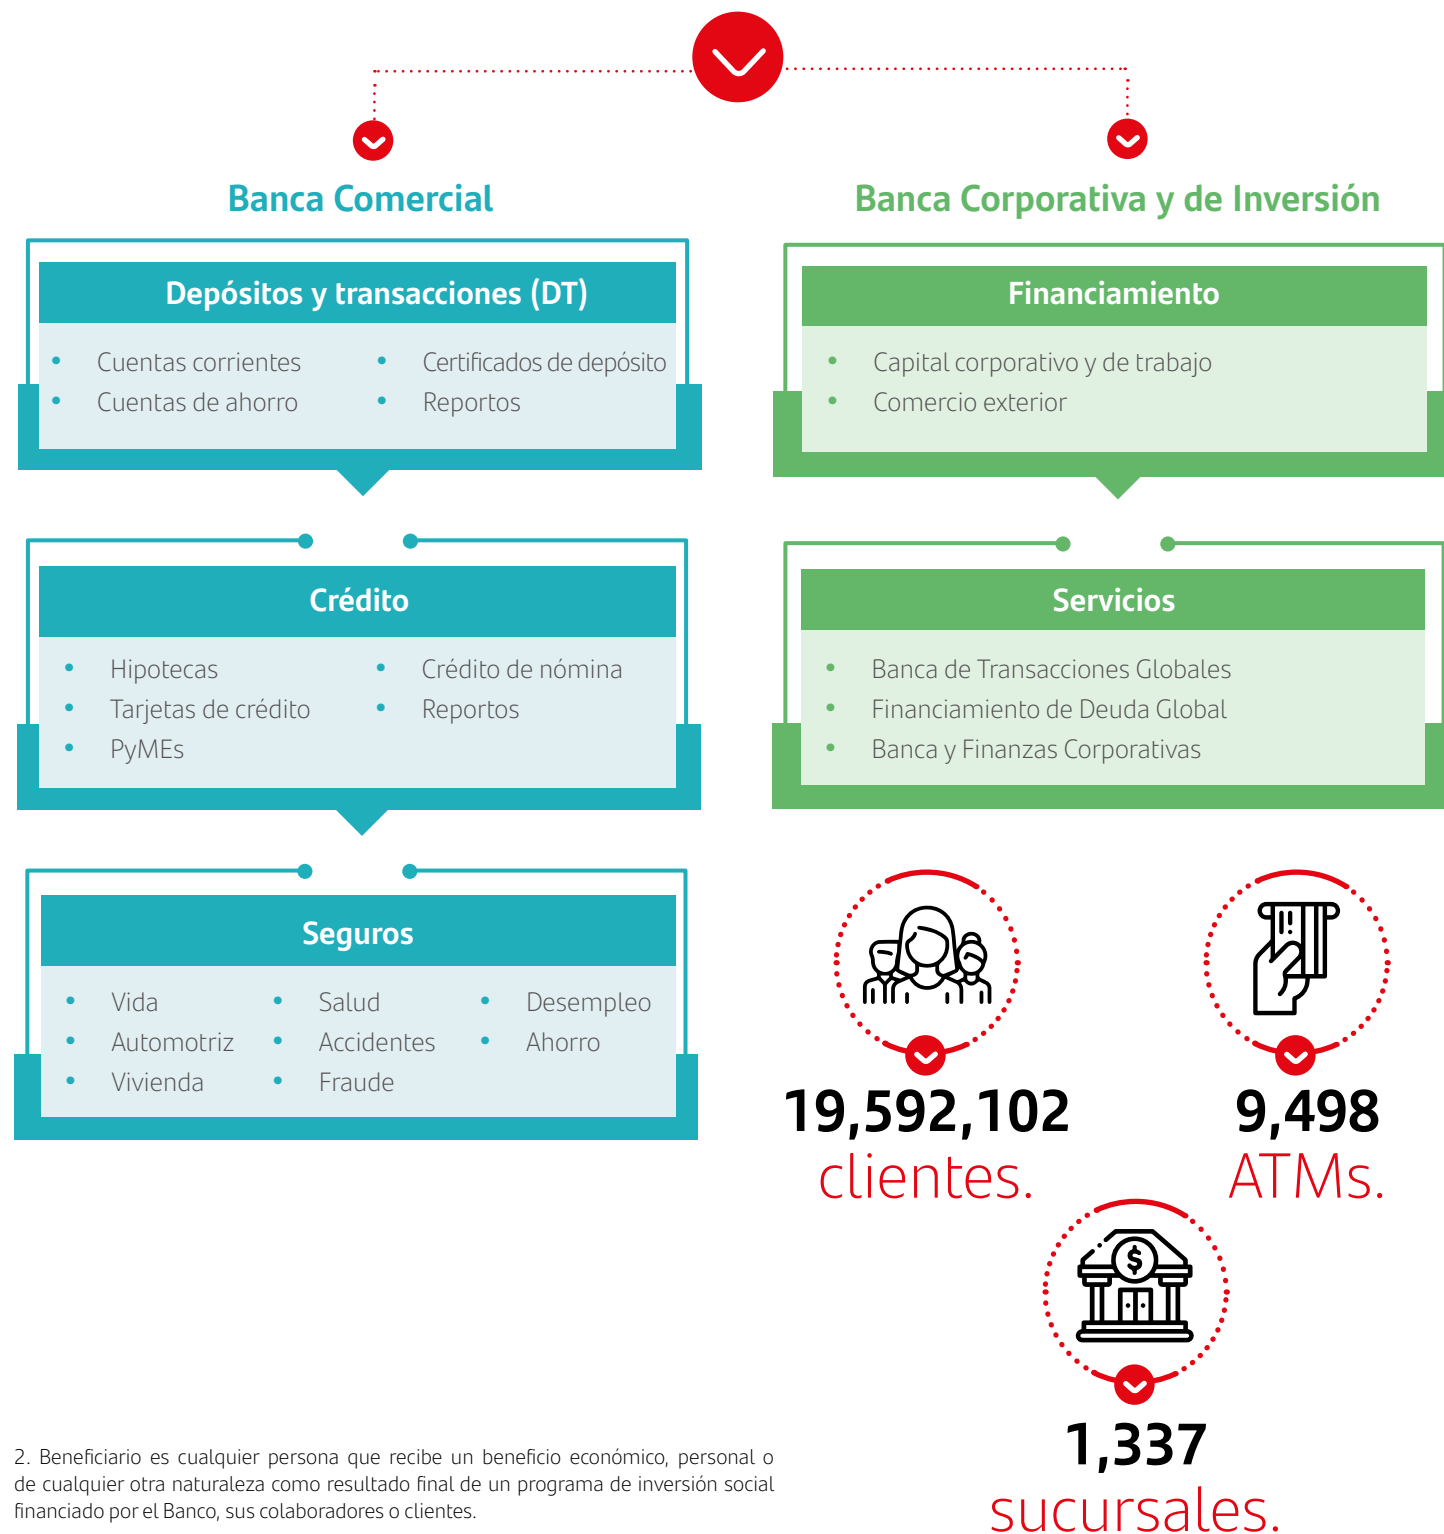 Banca Comercial
Depósitos y transacciones (DT)
• Cuentas corrientes
• Cuentas de ahorro
• Certificados de depósito
• Reportos
Crédito
• Hipotecas
• Tarjetas de crédito
• PyMEs
• Crédito de nómina
• Reportos
Seguros
• Vida
• Automotriz
• Vivienda
• Salud
• Accidentes
• Fraude
• Desempleo
• Ahorro
Banca Corporativa y de Inversión
Financiamiento
• Capital corporativo y de trabajo
• Comercio exterior
Servicios
• Banca de Transacciones Globales
• Financiamiento de Deuda Global
• Banca y Finanzas Corporativas
19,592,102
clientes.
9,498
ATMs.
$
1,337
sucursales.
2. Beneficiario es cualquier persona que recibe un beneficio económico, personal o
de cualquier otra naturaleza como resultado final de un programa de inversión social
financiado por el Banco, sus colaboradores o clientes.